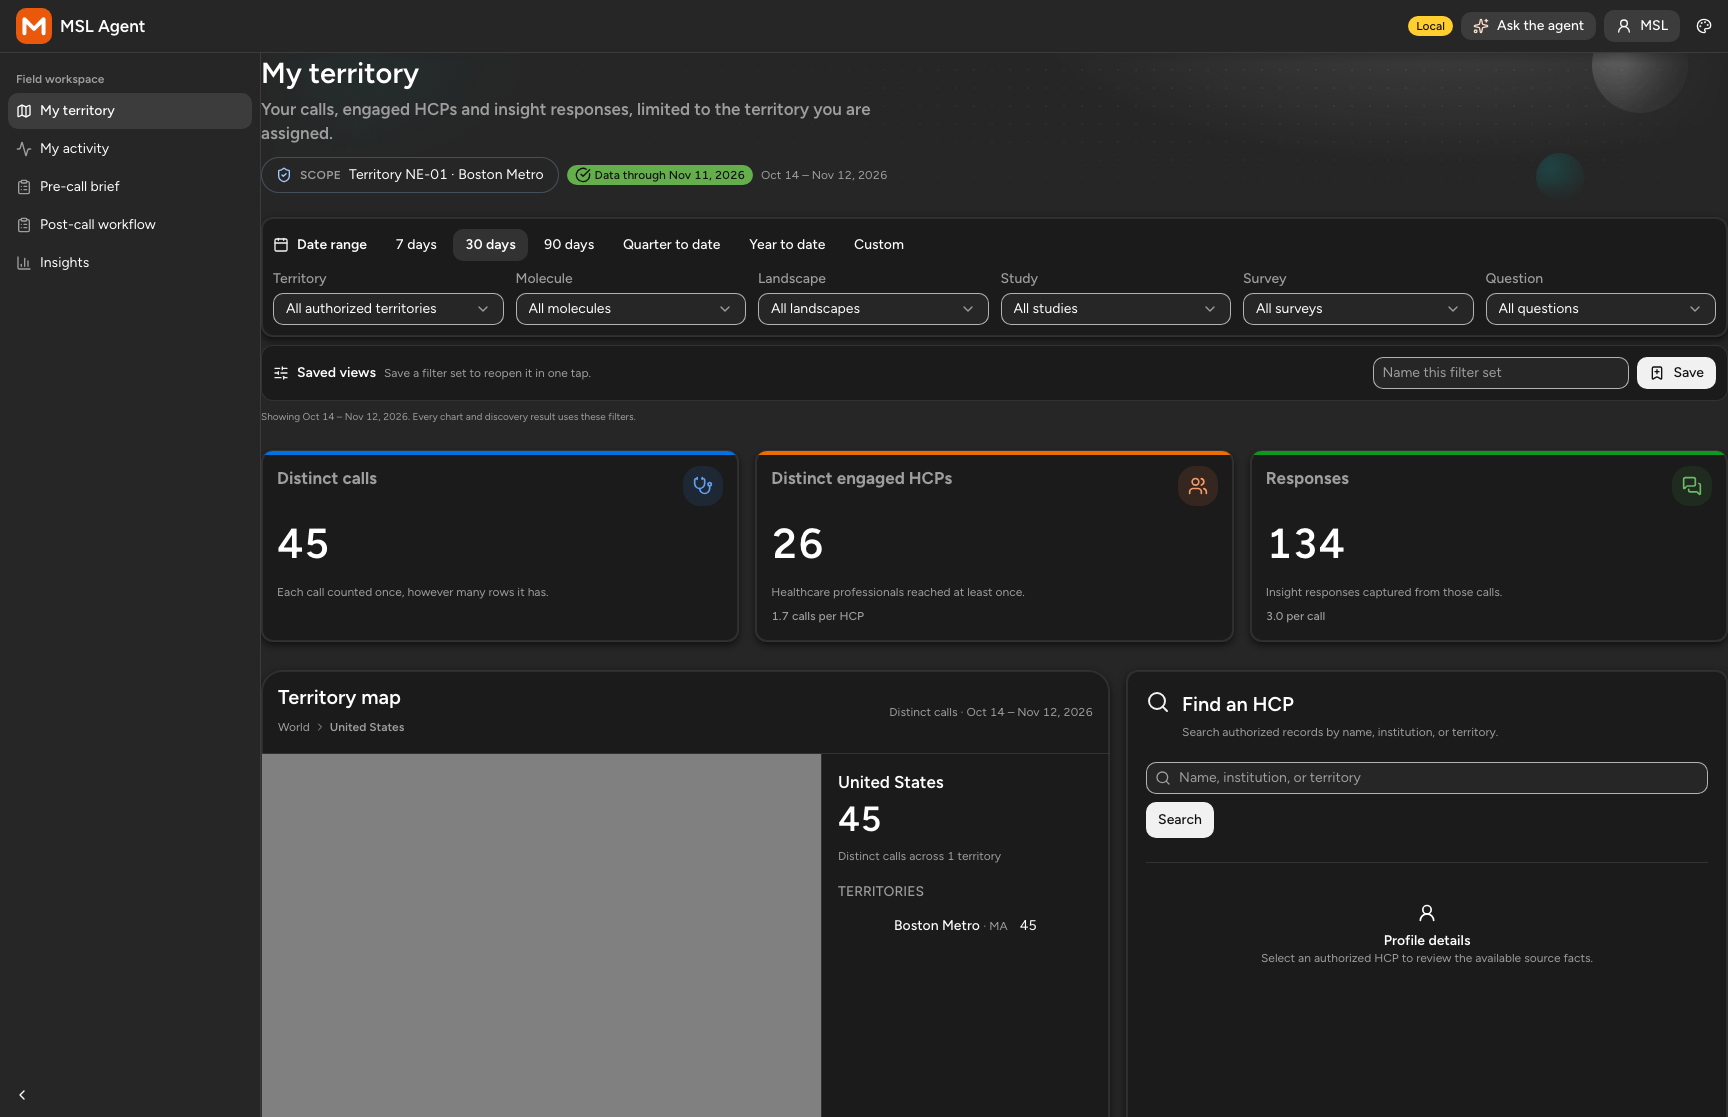 MSL Agent
Local
Ask the agent
MSL
Field workspace
My territory
My activity
Pre-call brief
Post-call workflow
Insights
My territory
Your calls, engaged HCPs and insight responses, limited to the territory you are
assigned.
SCOPE Territory NE-01 · Boston Metro
Data through Nov 11, 2026
Oct 14 – Nov 12, 2026
Date range
7 days
30 days
90 days
Quarter to date
Year to date
Custom
Territory
All authorized territories
Molecule
All molecules
Landscape
All landscapes
Study
All studies
Survey
All surveys
Question
All questions
Saved views Save a filter set to reopen it in one tap.
Name this filter set
Save
Showing Oct 14 – Nov 12, 2026. Every chart and discovery result uses these filters.
Distinct calls
45
Each call counted once, however many rows it has.
Distinct engaged HCPs
26
Healthcare professionals reached at least once.
1.7 calls per HCP
Responses
134
Insight responses captured from those calls.
3.0 per call
Territory map
World > United States
Distinct calls · Oct 14 – Nov 12, 2026
United States
45
Distinct calls across 1 territory
TERRITORIES
Boston Metro · MA 45
Find an HCP
Search authorized records by name, institution, or territory.
Name, institution, or territory
Search
Profile details
Select an authorized HCP to review the available source facts.